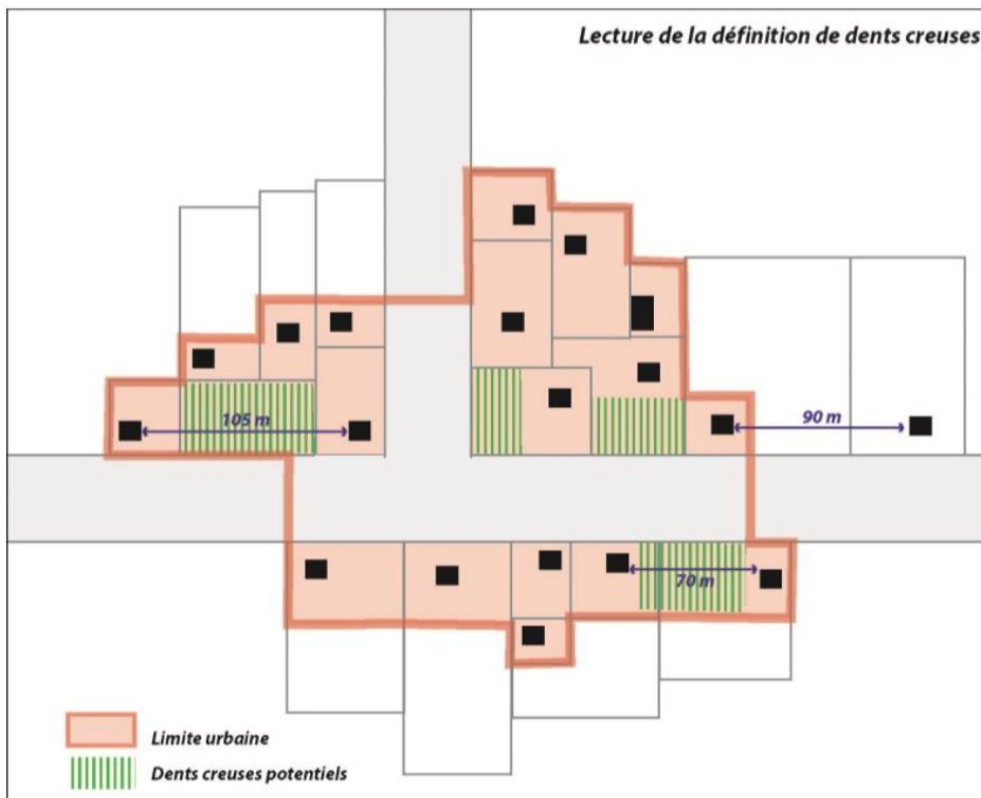 Lecture de la définition de dents creuses
105 m
90 m
70 m
Limite urbaine
Dents creuses potentiels